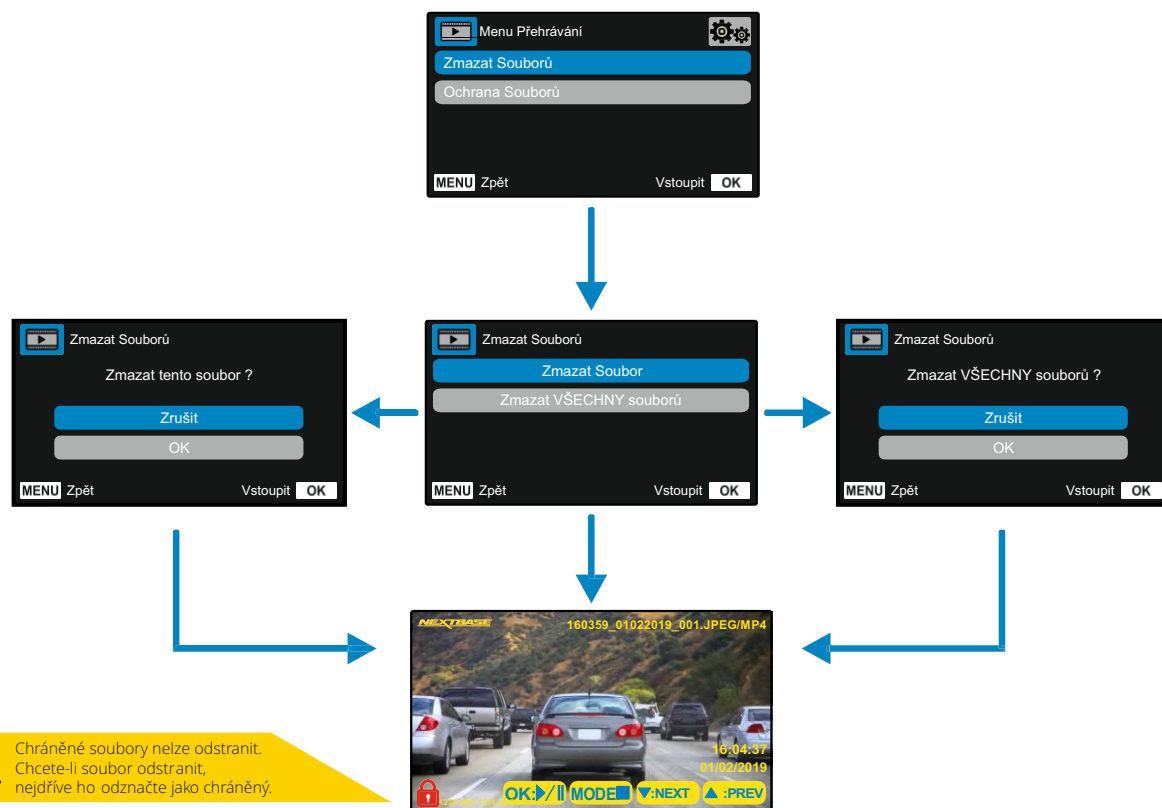 Menu Přehrávání
Zmazat Souborů
Ochrana Souborů
MENU Zpět Vstoupit OK
Zmazat Souborů
Zmazat tento soubor ?
Zrušit
OK
MENU Zpět Vstoupit OK
Zmazat Souborů
Zmazat Soubor
Zmazat VŠECHNY souborů
MENU Zpět Vstoupit OK
Zmazat Souborů
Zmazat VŠECHNY souborů ?
Zrušit
OK
MENU Zpět Vstoupit OK
NEXTBASE 160359_01022019_001.JPEG/MP4
16:04:37
01/02/2019
OK: MODE :NEXT :PREV
Chráněné soubory nelze odstranit.
Chcete-li soubor odstranit,
nejdříve ho odznačte jako chráněný.